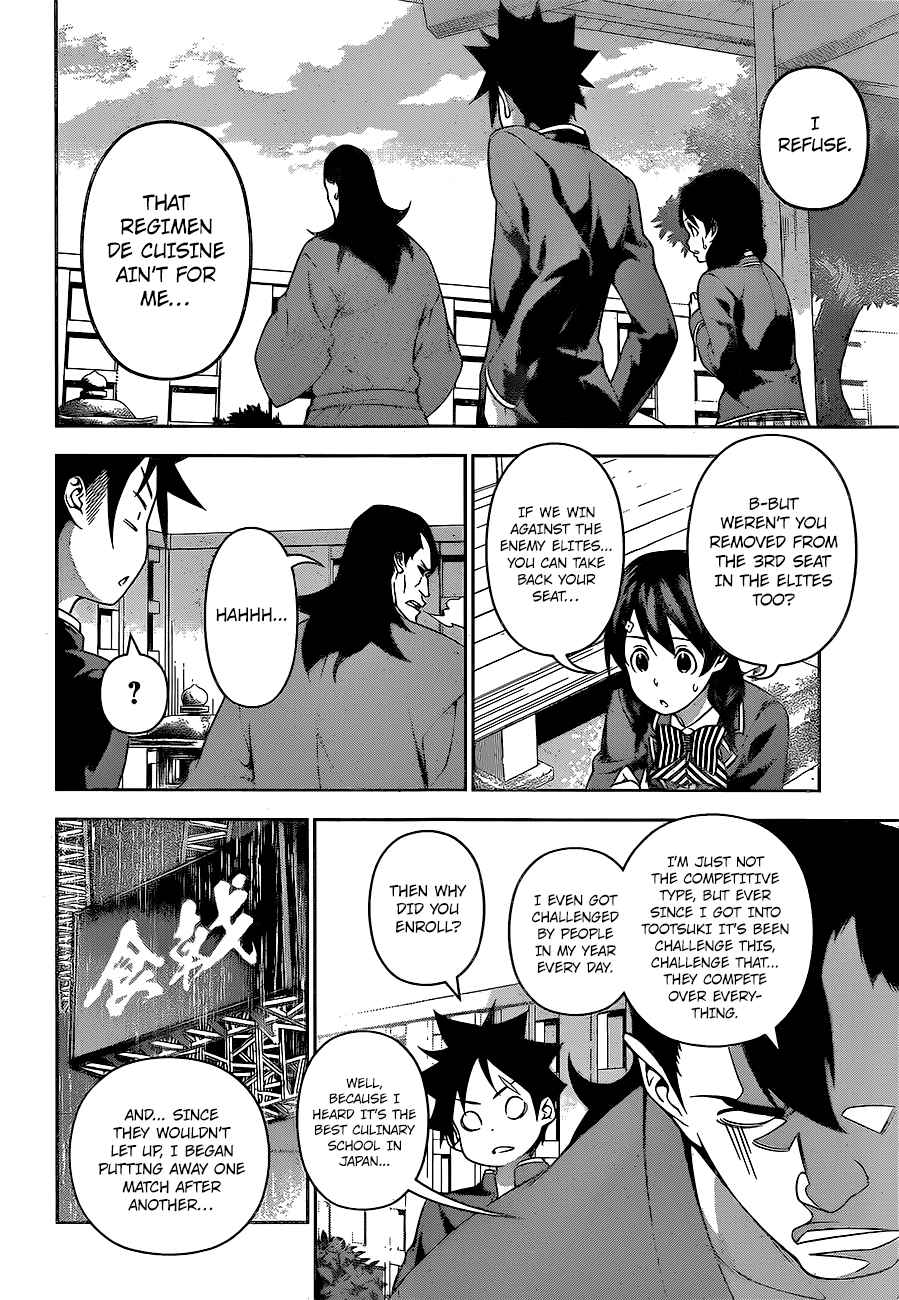 I
REFUSE.
THAT
REGIMEN
DE CUISINE
AIN'T FOR
ME...
B-BUT
WEREN'T YOU
REMOVED FROM
THE 3RD SEAT
IN THE ELITES
TOO?
IF WE WIN
AGAINST THE
ENEMY ELITES...
YOU CAN TAKE
BACK YOUR
SEAT...
HAHHH...
?
I'M JUST NOT
THE COMPETITIVE
TYPE, BUT EVER
SINCE I GOT INTO
TOOTSUKI IT'S BEEN
CHALLENGE THIS,
CHALLENGE THAT...
THEY COMPETE
OVER EVERY-
THING.
I EVEN GOT
CHALLENGED
BY PEOPLE
IN MY YEAR
EVERY DAY.
THEN WHY
DID YOU
ENROLL?
WELL,
BECAUSE I
HEARD IT'S THE
BEST CULINARY
SCHOOL IN
JAPAN...
食戟
AND... SINCE
THEY WOULDN'T
LET UP, I BEGAN
PUTTING AWAY ONE
MATCH AFTER
ANOTHER...